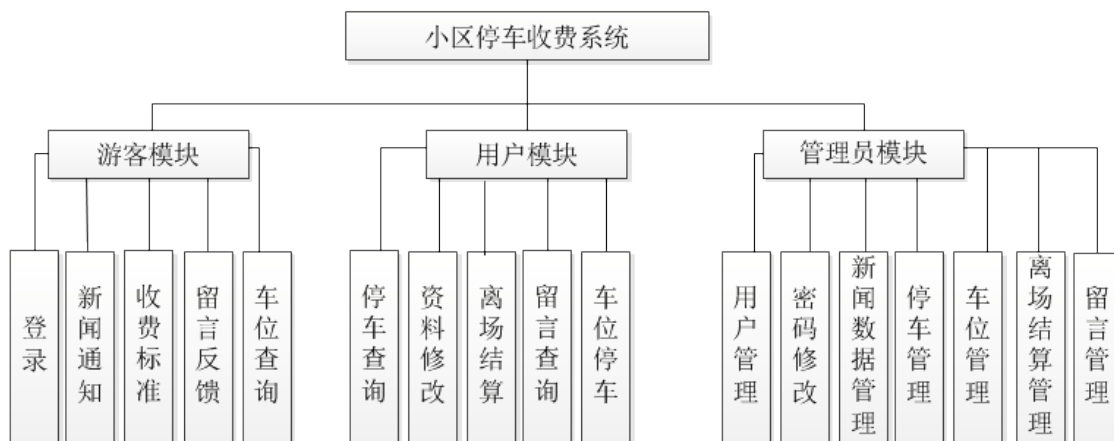 小区停车收费系统
游客模块
用户模块
管理员模块
登录
新闻通知
收费标准
留言反馈
车位查询
停车查询
资料修改
离场结算
留言查询
车位停车
用户管理
密码修改
新闻数据管理
停车管理
车位管理
离场结算管理
留言管理